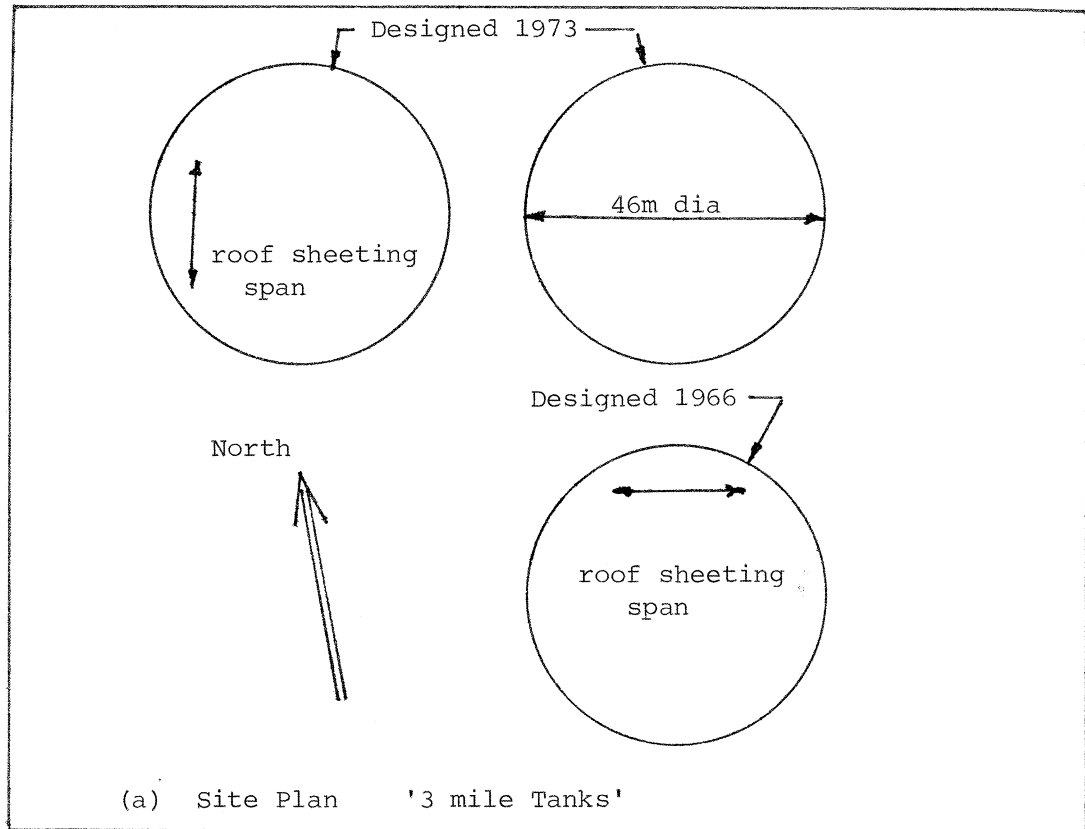 Designed 1973
46m dia
roof sheeting
span
Designed 1966
North
roof sheeting
span
(a) Site Plan '3 mile Tanks'